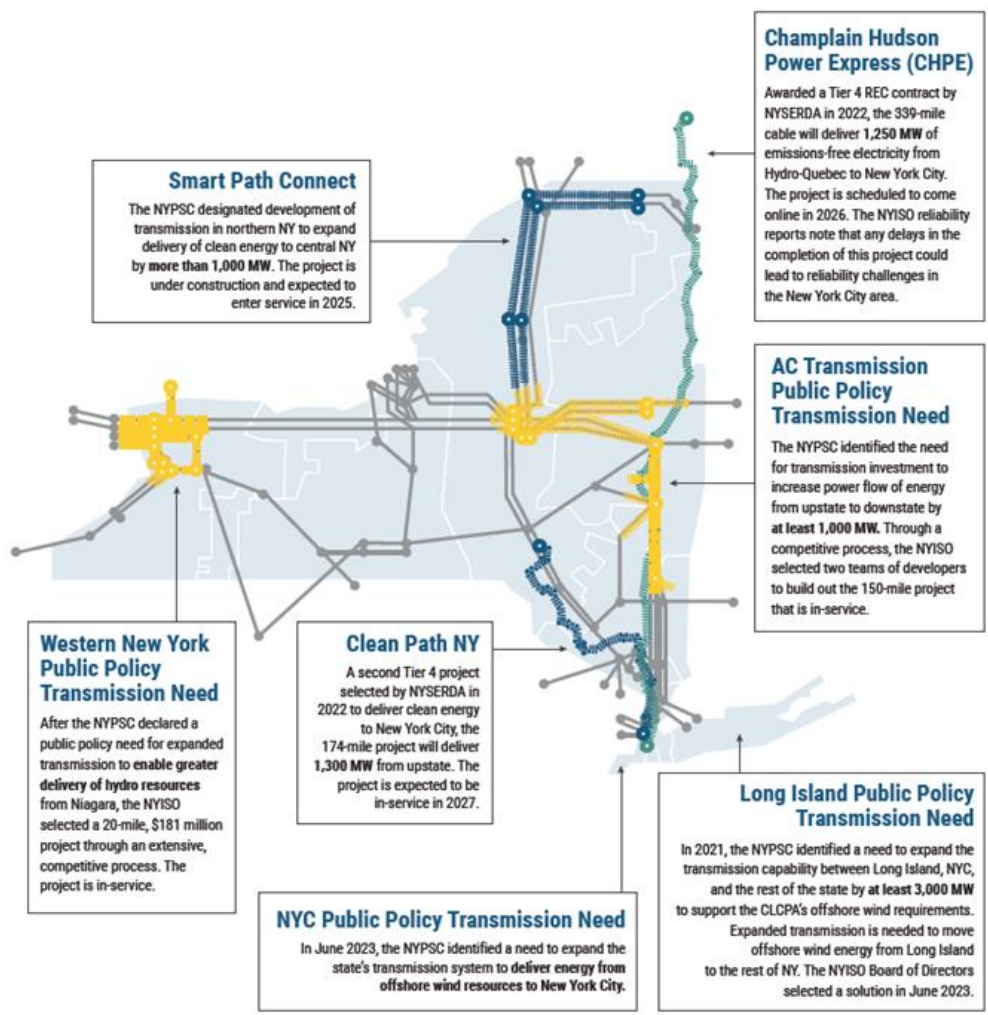 Champlain Hudson
Power Express (CHPE)
Awarded a Tier 4 REC contract by
NYSERDA in 2022, the 339-mile
cable will deliver 1,250 MW of
emissions-free electricity from
Hydro-Quebec to New York City.
The project is scheduled to come
online in 2026. The NYISO reliability
reports note that any delays in the
completion of this project could
lead to reliability challenges in
the New York City area.
Smart Path Connect
The NYPSC designated development of
transmission in northern NY to expand
delivery of clean energy to central NY
by more than 1,000 MW. The project is
under construction and expected to
enter service in 2025.
AC Transmission
Public Policy
Transmission Need
The NYPSC identified the need
for transmission investment to
increase power flow of energy
from upstate to downstate by
at least 1,000 MW. Through a
competitive process, the NYISO
selected two teams of developers
to build out the 150-mile project
that is in-service.
Western New York
Public Policy
Transmission Need
After the NYPSC declared a
public policy need for expanded
transmission to enable greater
delivery of hydro resources
from Niagara, the NYISO
selected a 20-mile, $181 million
project through an extensive,
competitive process. The
project is in-service.
Clean Path NY
A second Tier 4 project
selected by NYSERDA in
2022 to deliver clean energy
to New York City, the
174-mile project will deliver
1,300 MW from upstate. The
project is expected to be
in-service in 2027.
Long Island Public Policy
Transmission Need
In 2021, the NYPSC identified a need to expand the
transmission capability between Long Island, NYC,
and the rest of the state by at least 3,000 MW
to support the CLCPA's offshore wind requirements.
Expanded transmission is needed to move
offshore wind energy from Long Island
to the rest of NY. The NYISO Board of Directors
selected a solution in June 2023.
NYC Public Policy Transmission Need
In June 2023, the NYPSC identified a need to expand the
state's transmission system to deliver energy from
offshore wind resources to New York City.